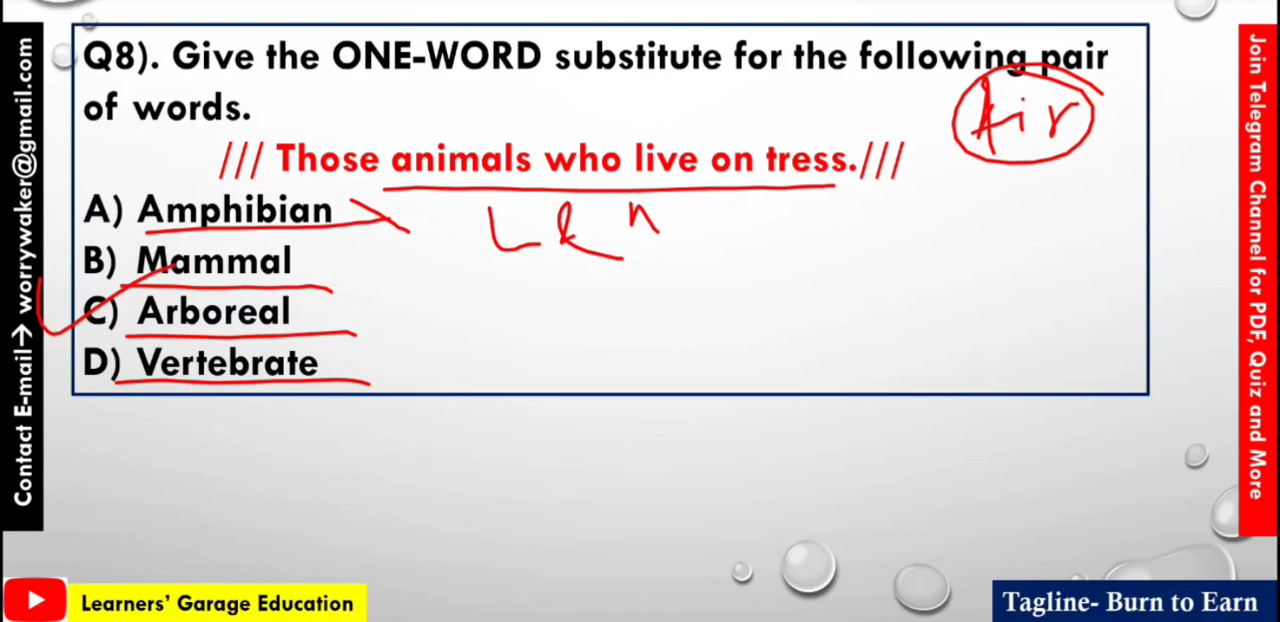 Q8). Give the ONE-WORD substitute for the following pair
of words.
/// Those animals who live on tress.///
A) Amphibian
B) Mammal
C) Arboreal
D) Vertebrate
Air
Contact E-mail→ worrywaker@gmail.com
Join Telegram Channel for PDF, Quiz and More
Learners’ Garage Education
Tagline- Burn to Earn